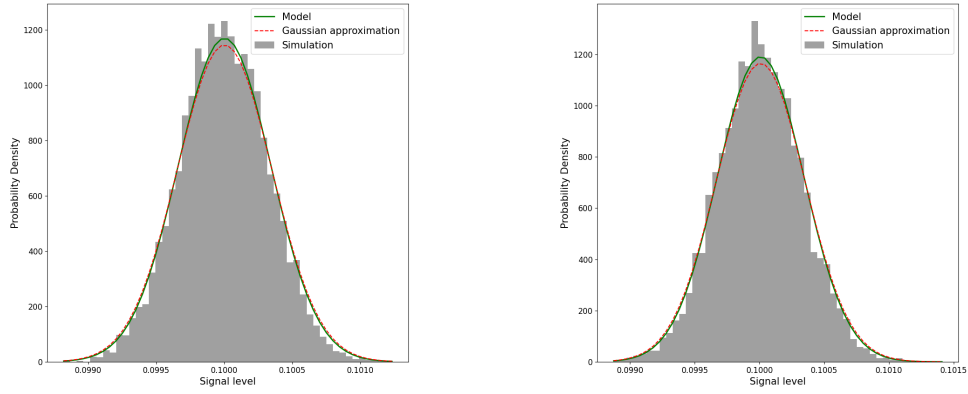 Model
Gaussian approximation
Simulation
1200
1000
800
600
400
200
0
Probability Density
0.0990
0.0995
0.1000
0.1005
0.1010
Signal level
Model
Gaussian approximation
Simulation
1200
1000
800
600
400
200
0
Probability Density
0.0990
0.0995
0.1000
0.1005
0.1010
0.1015
Signal level